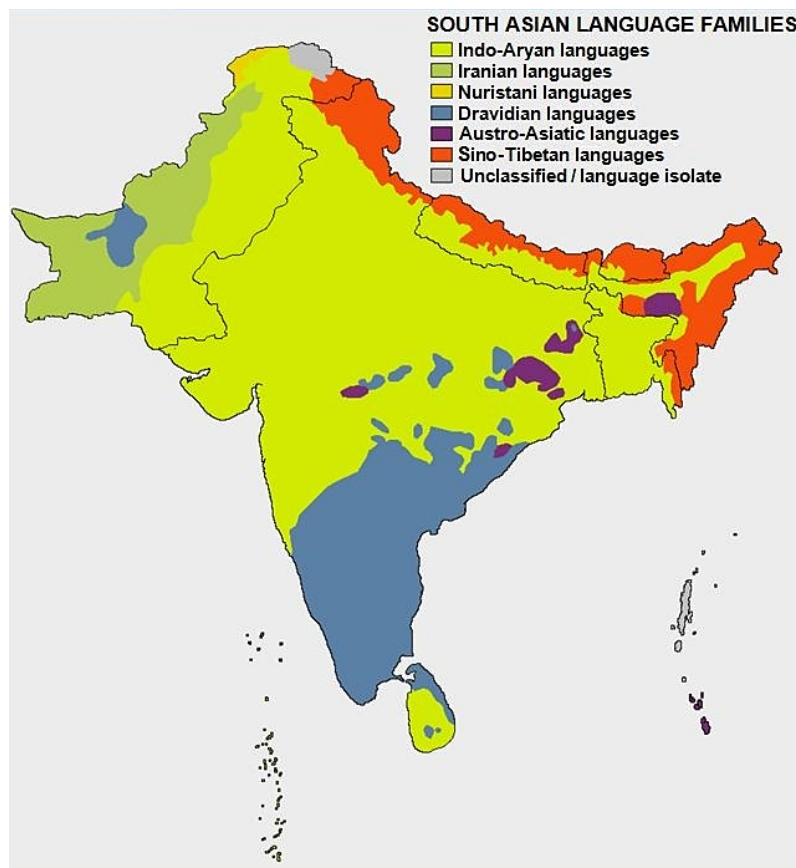 SOUTH ASIAN LANGUAGE FAMILIES
Indo-Aryan languages
Iranian languages
Nuristani languages
Dravidian languages
Austro-Asiatic languages
Sino-Tibetan languages
Unclassified / language isolate